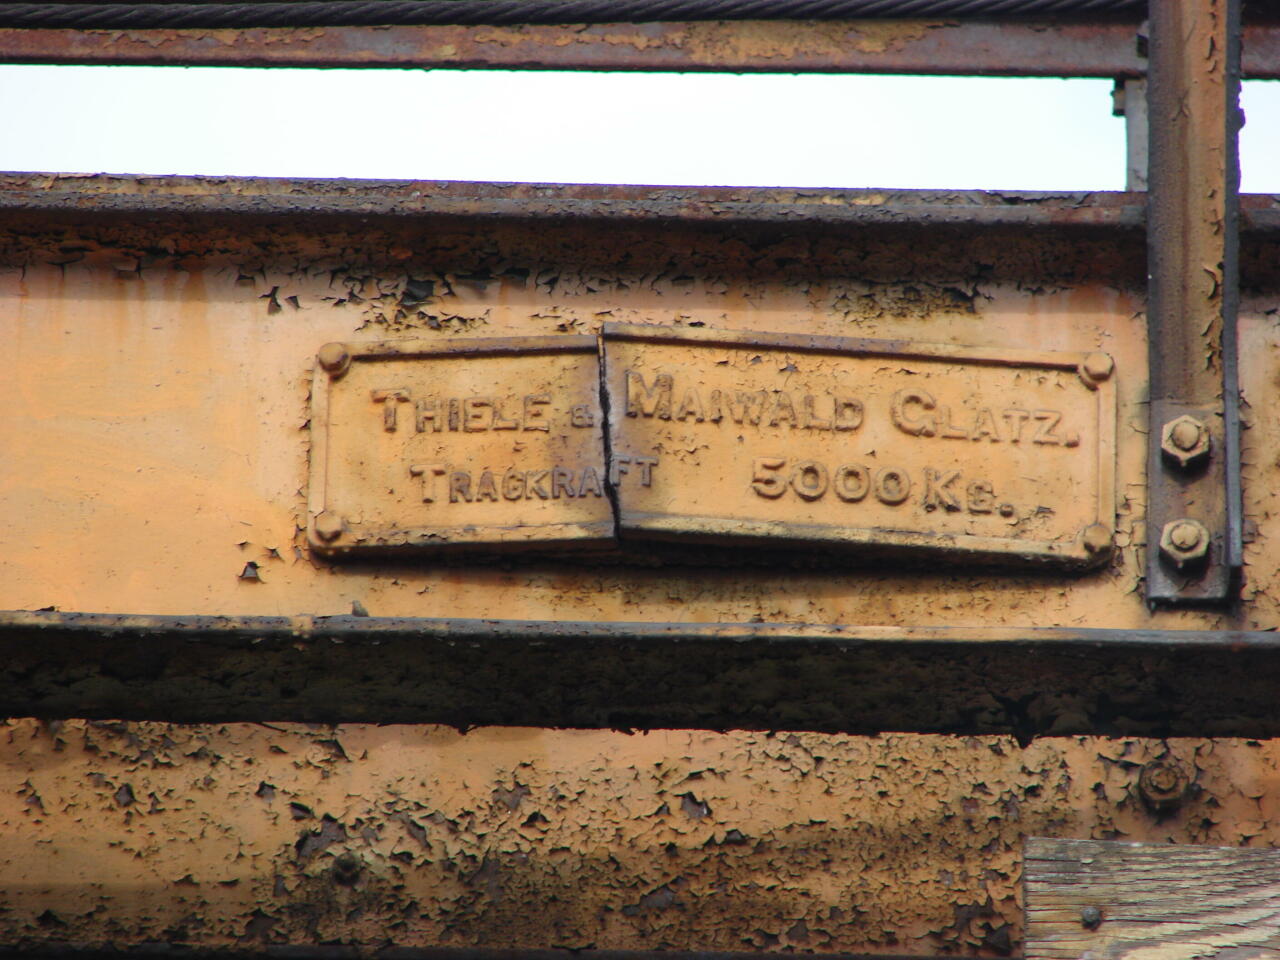 THIELE & MAIWALD GLATZ.
TRAGKRAFT 5000 KG.